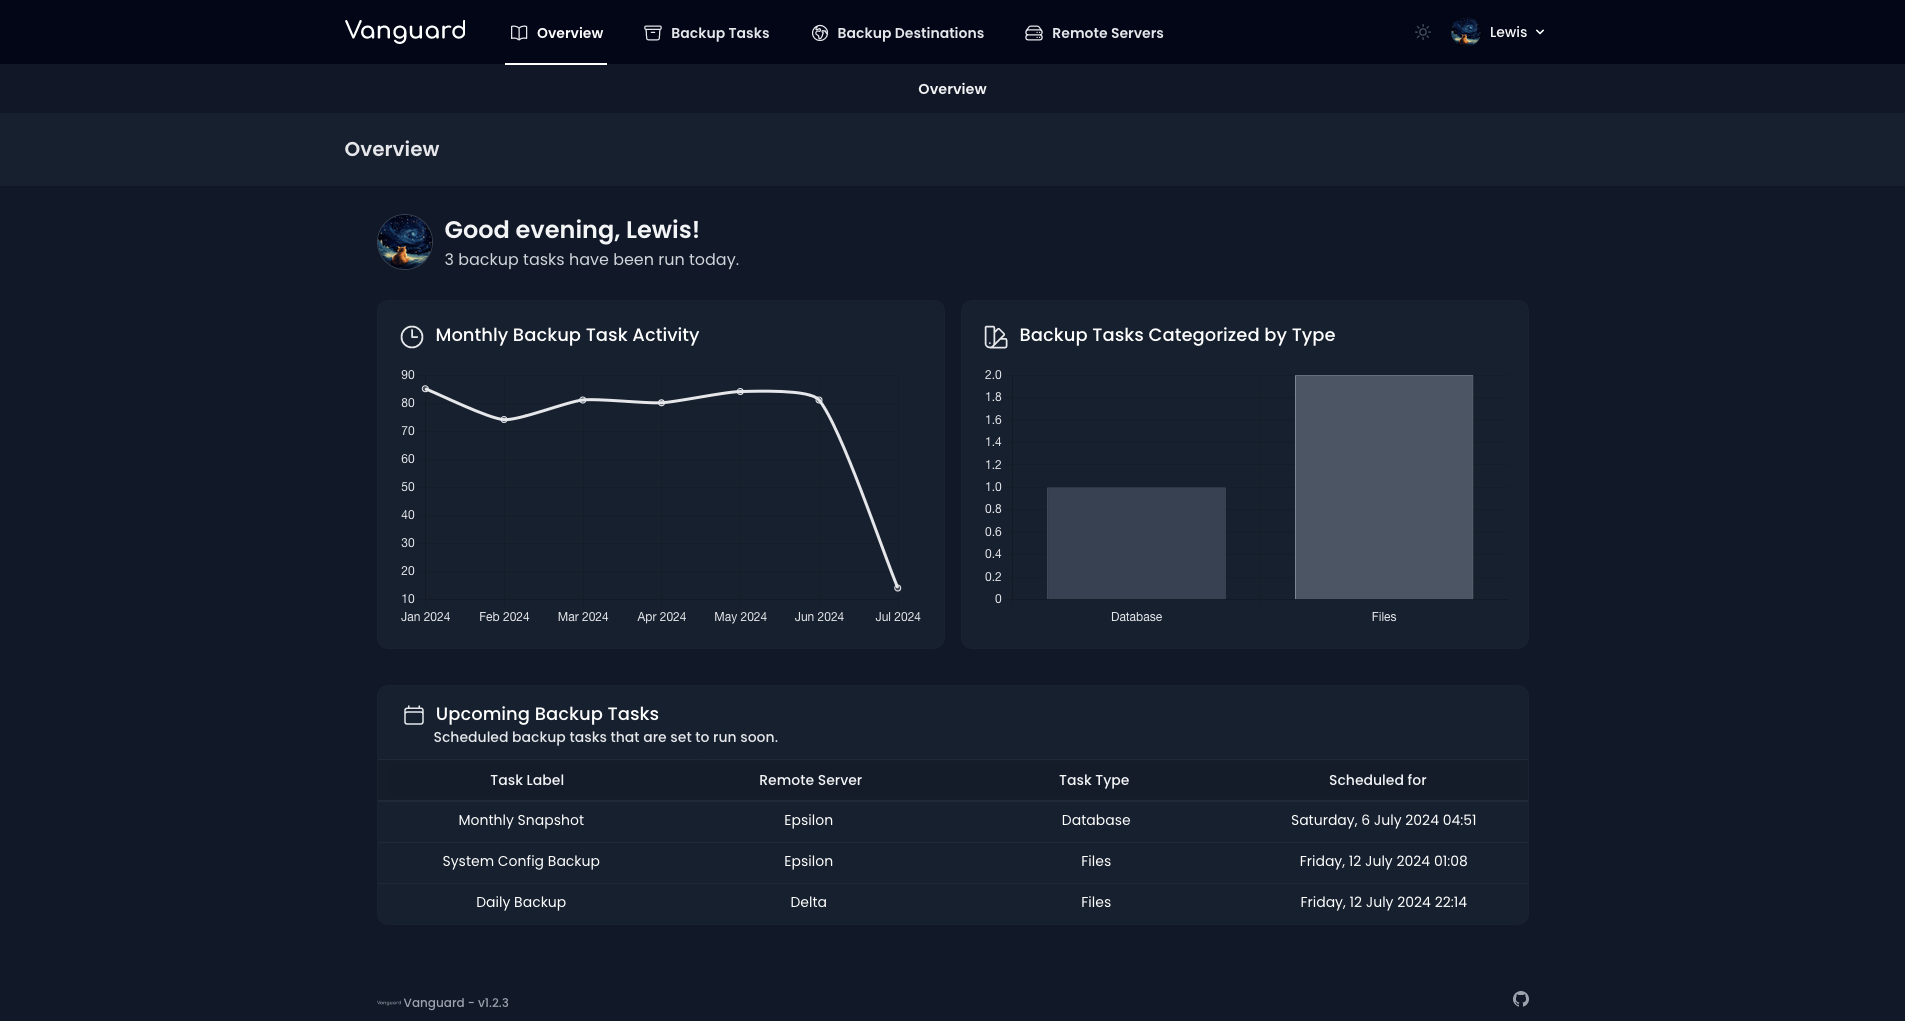 Vanguard
Overview
Backup Tasks
Backup Destinations
Remote Servers
Lewis
Overview
Overview
Good evening, Lewis!
3 backup tasks have been run today.
Monthly Backup Task Activity
90
80
70
60
50
40
30
20
10
Jan 2024 Feb 2024 Mar 2024 Apr 2024 May 2024 Jun 2024 Jul 2024
Backup Tasks Categorized by Type
2.0
1.8
1.6
1.4
1.2
1.0
0.8
0.6
0.4
0.2
0
Database Files
Upcoming Backup Tasks
Scheduled backup tasks that are set to run soon.
Task Label Remote Server Task Type Scheduled for
Monthly Snapshot Epsilon Database Saturday, 6 July 2024 04:51
System Config Backup Epsilon Files Friday, 12 July 2024 01:08
Daily Backup Delta Files Friday, 12 July 2024 22:14
Vanguard Vanguard - v1.2.3